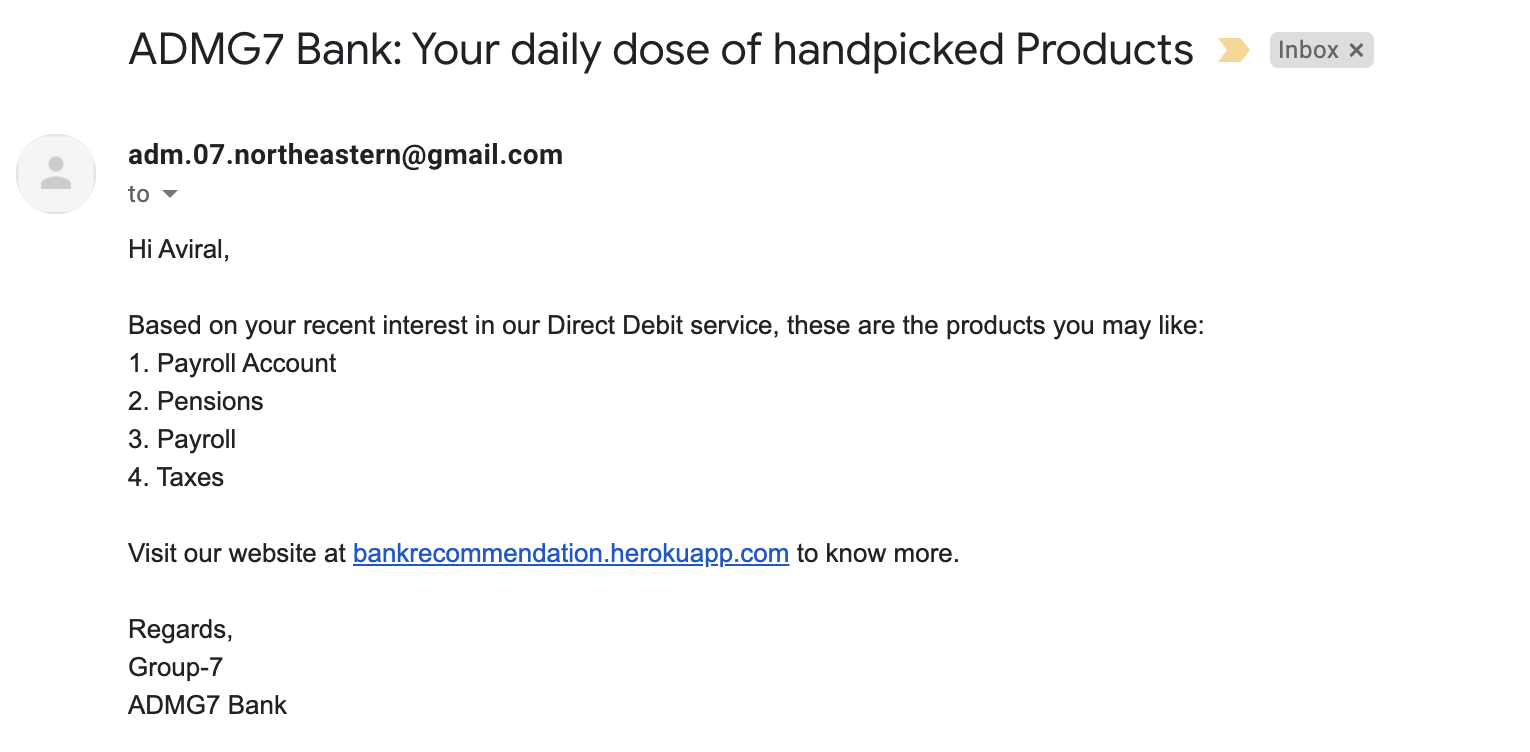 ADMG7 Bank: Your daily dose of handpicked Products Inbox ×
adm.07.northeastern@gmail.com
to
Hi Aviral,
Based on your recent interest in our Direct Debit service, these are the products you may like:
1. Payroll Account
2. Pensions
3. Payroll
4. Taxes
Visit our website at bankrecommendation.herokuapp.com to know more.
Regards,
Group-7
ADMG7 Bank